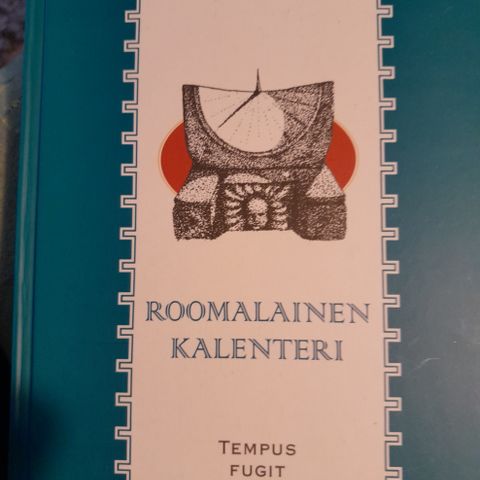 ROOMALAINEN
KALENTERI
TEMPUS
FUGIT